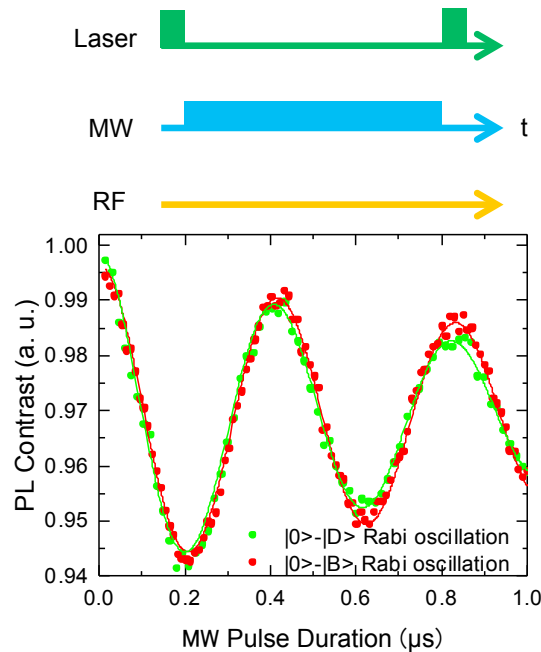 Laser
MW
t
RF
1.00
0.99
0.98
0.97
0.96
0.95
0.94
PL Contrast (a. u.)
|0>-|D> Rabi oscillation
|0>-|B> Rabi oscillation
0.0 0.2 0.4 0.6 0.8 1.0
MW Pulse Duration (μs)